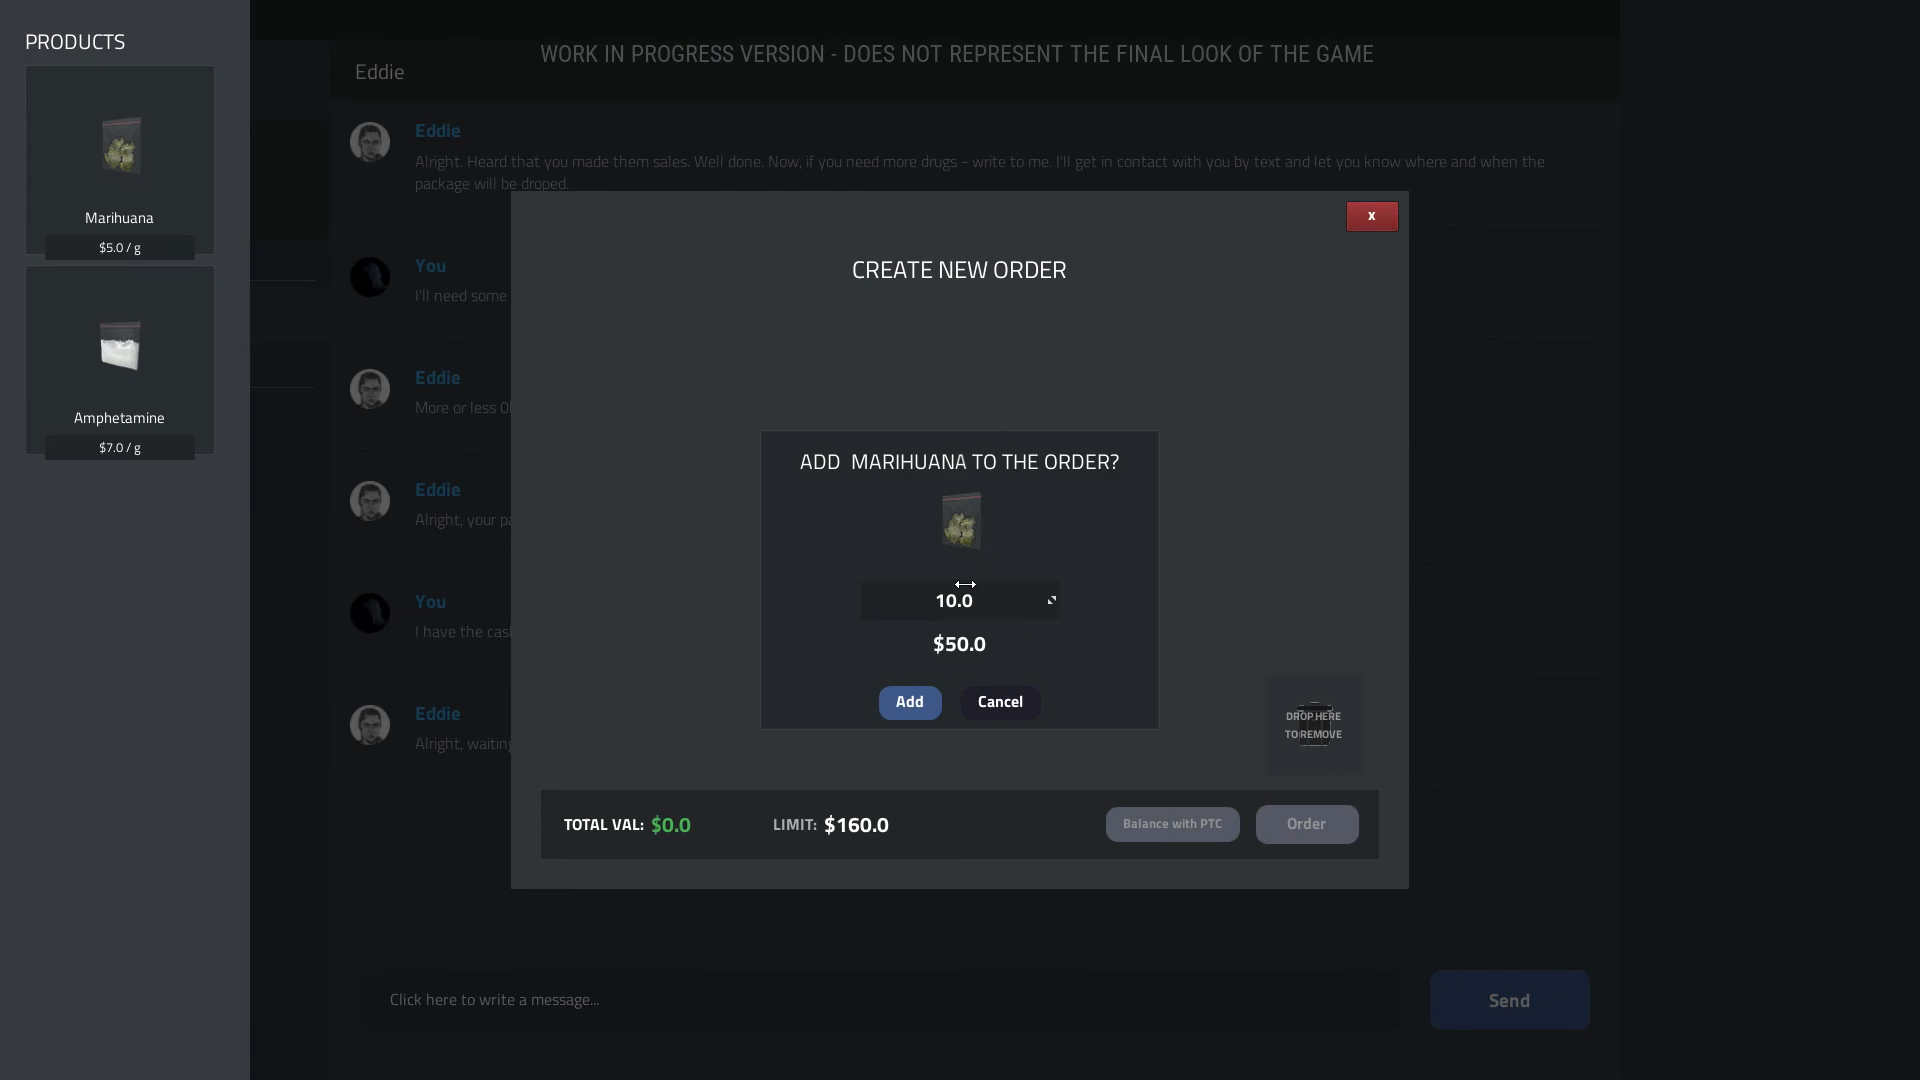 PRODUCTS
Marihuana
$5.0 / g
Amphetamine
$7.0 / g
WORK IN PROGRESS VERSION - DOES NOT REPRESENT THE FINAL LOOK OF THE GAME
Eddie
Eddie
Alright. Heard that you made them sales. Well done. Now, if you need more drugs - write to me. I'll get in contact with you by text and let you know where and when the
package will be droped.
You
I'll need some
Eddie
More or less
Eddie
Alright, your
You
I have the
Eddie
Alright, waiting
X
CREATE NEW ORDER
ADD MARIHUANA TO THE ORDER?
10.0
$50.0
Add
Cancel
DROP HERE
TO REMOVE
TOTAL VAL: $0.0
LIMIT: $160.0
Balance with PTC
Order
Click here to write a message...
Send